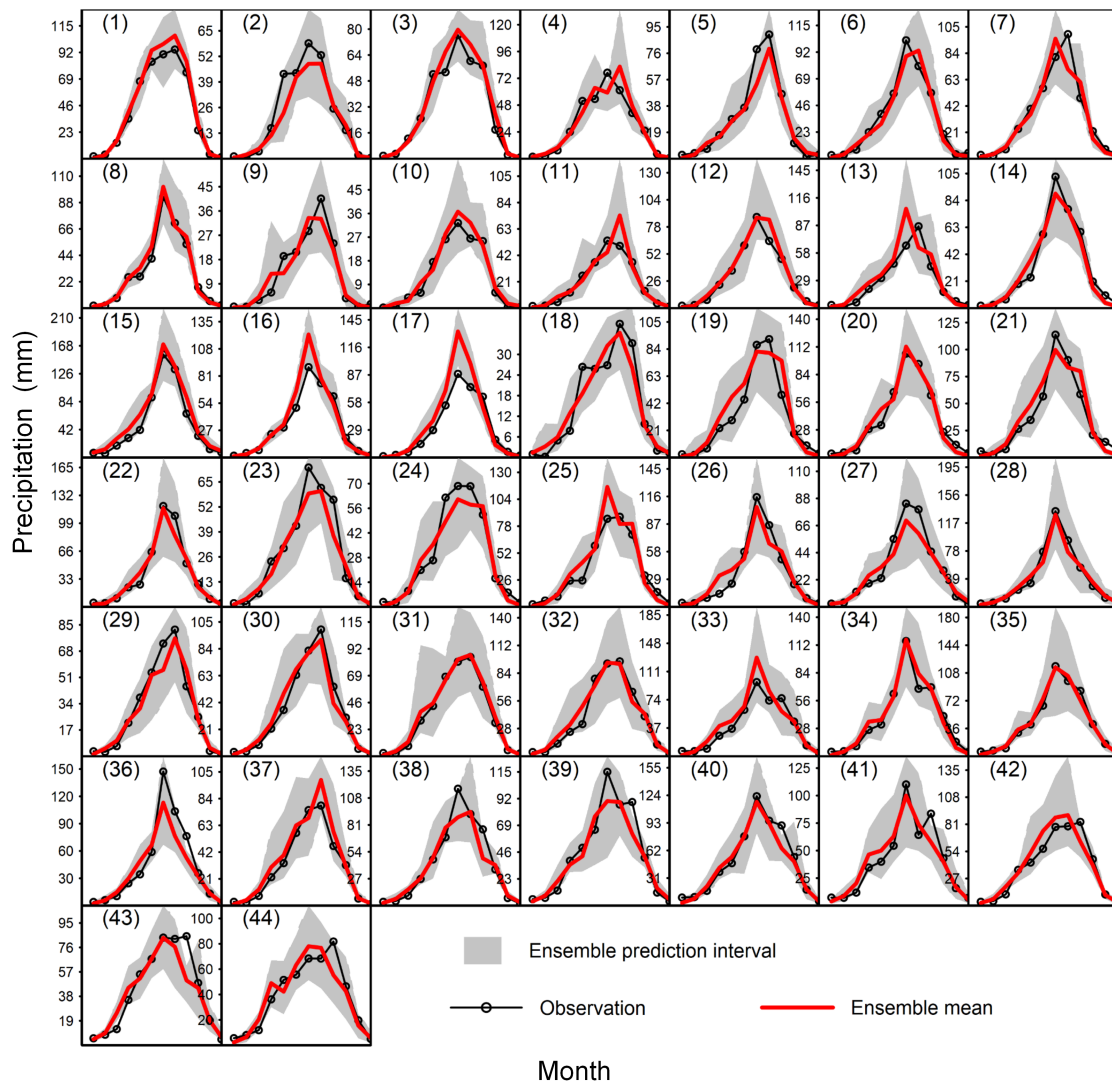 Precipitation (mm)
(1) (2) (3) (4) (5) (6) (7)
115 92 69 46 23
65 52 39 26 13
80 64 48 32 16
120 96 72 48 24
95 76 57 38 19
115 92 69 46 23
105 84 63 42 21
(8) (9) (10) (11) (12) (13) (14)
110 88 66 44 22
45 36 27 18 9
105 84 63 42 21
130 104 78 52 26
145 116 87 58 29
105 84 63 42 21
(15) (16) (17) (18) (19) (20) (21)
210 168 126 84 42
135 108 81 54 27
145 116 87 58 29
30 24 18 12 6
105 84 63 42 21
140 112 84 56 28
125 100 75 50 25
(22) (23) (24) (25) (26) (27) (28)
165 132 99 66 33
65 52 39 26 13
70 56 42 28 14
130 104 78 52 26
145 116 87 58 29
110 88 66 44 22
195 156 117 78 39
(29) (30) (31) (32) (33) (34) (35)
85 68 51 34 17
105 84 63 42 21
115 92 69 46 23
140 112 84 56 28
185 148 111 74 37
140 112 84 56 28
180 144 108 72 36
(36) (37) (38) (39) (40) (41) (42)
150 120 90 60 30
105 84 63 42 21
135 108 81 54 27
115 92 69 46 23
155 124 93 62 31
125 100 75 50 25
135 108 81 54 27
(43) (44)
95 76 57 38 19
100 80 60 40 20
Ensemble prediction interval
Observation
Ensemble mean
Month